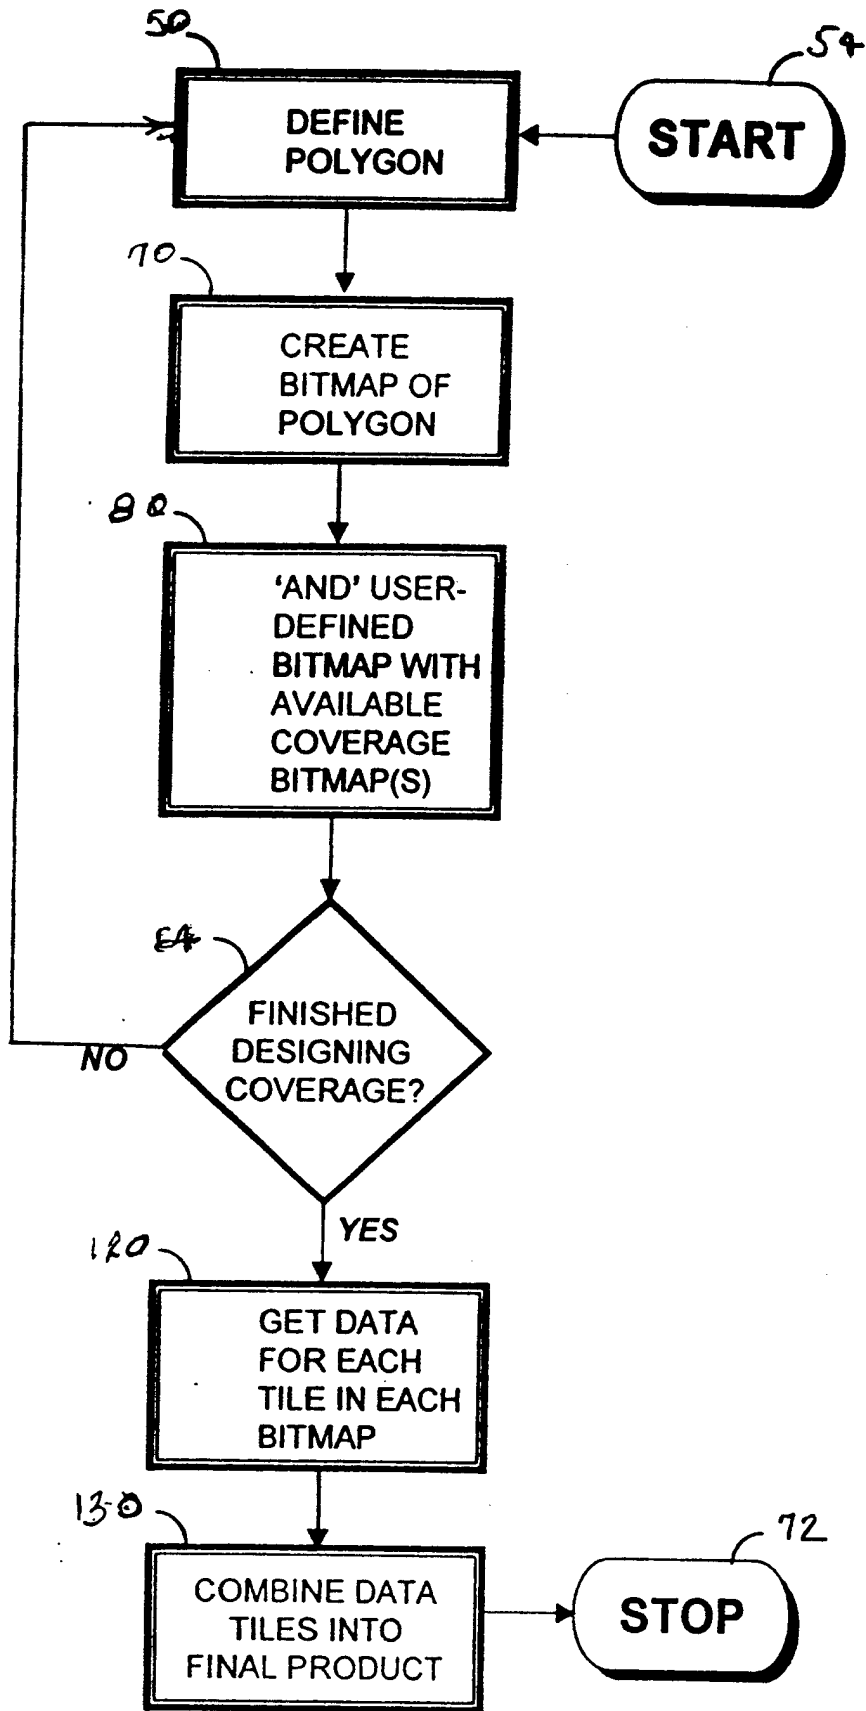 50
54
DEFINE
POLYGON
START
70
CREATE
BITMAP OF
POLYGON
80
'AND' USER-
DEFINED
BITMAP WITH
AVAILABLE
COVERAGE
BITMAP(S)
FINISHED
DESIGNING
COVERAGE?
NO
YES
120
GET DATA
FOR EACH
TILE IN EACH
BITMAP
130
72
COMBINE DATA
TILES INTO
FINAL PRODUCT
STOP